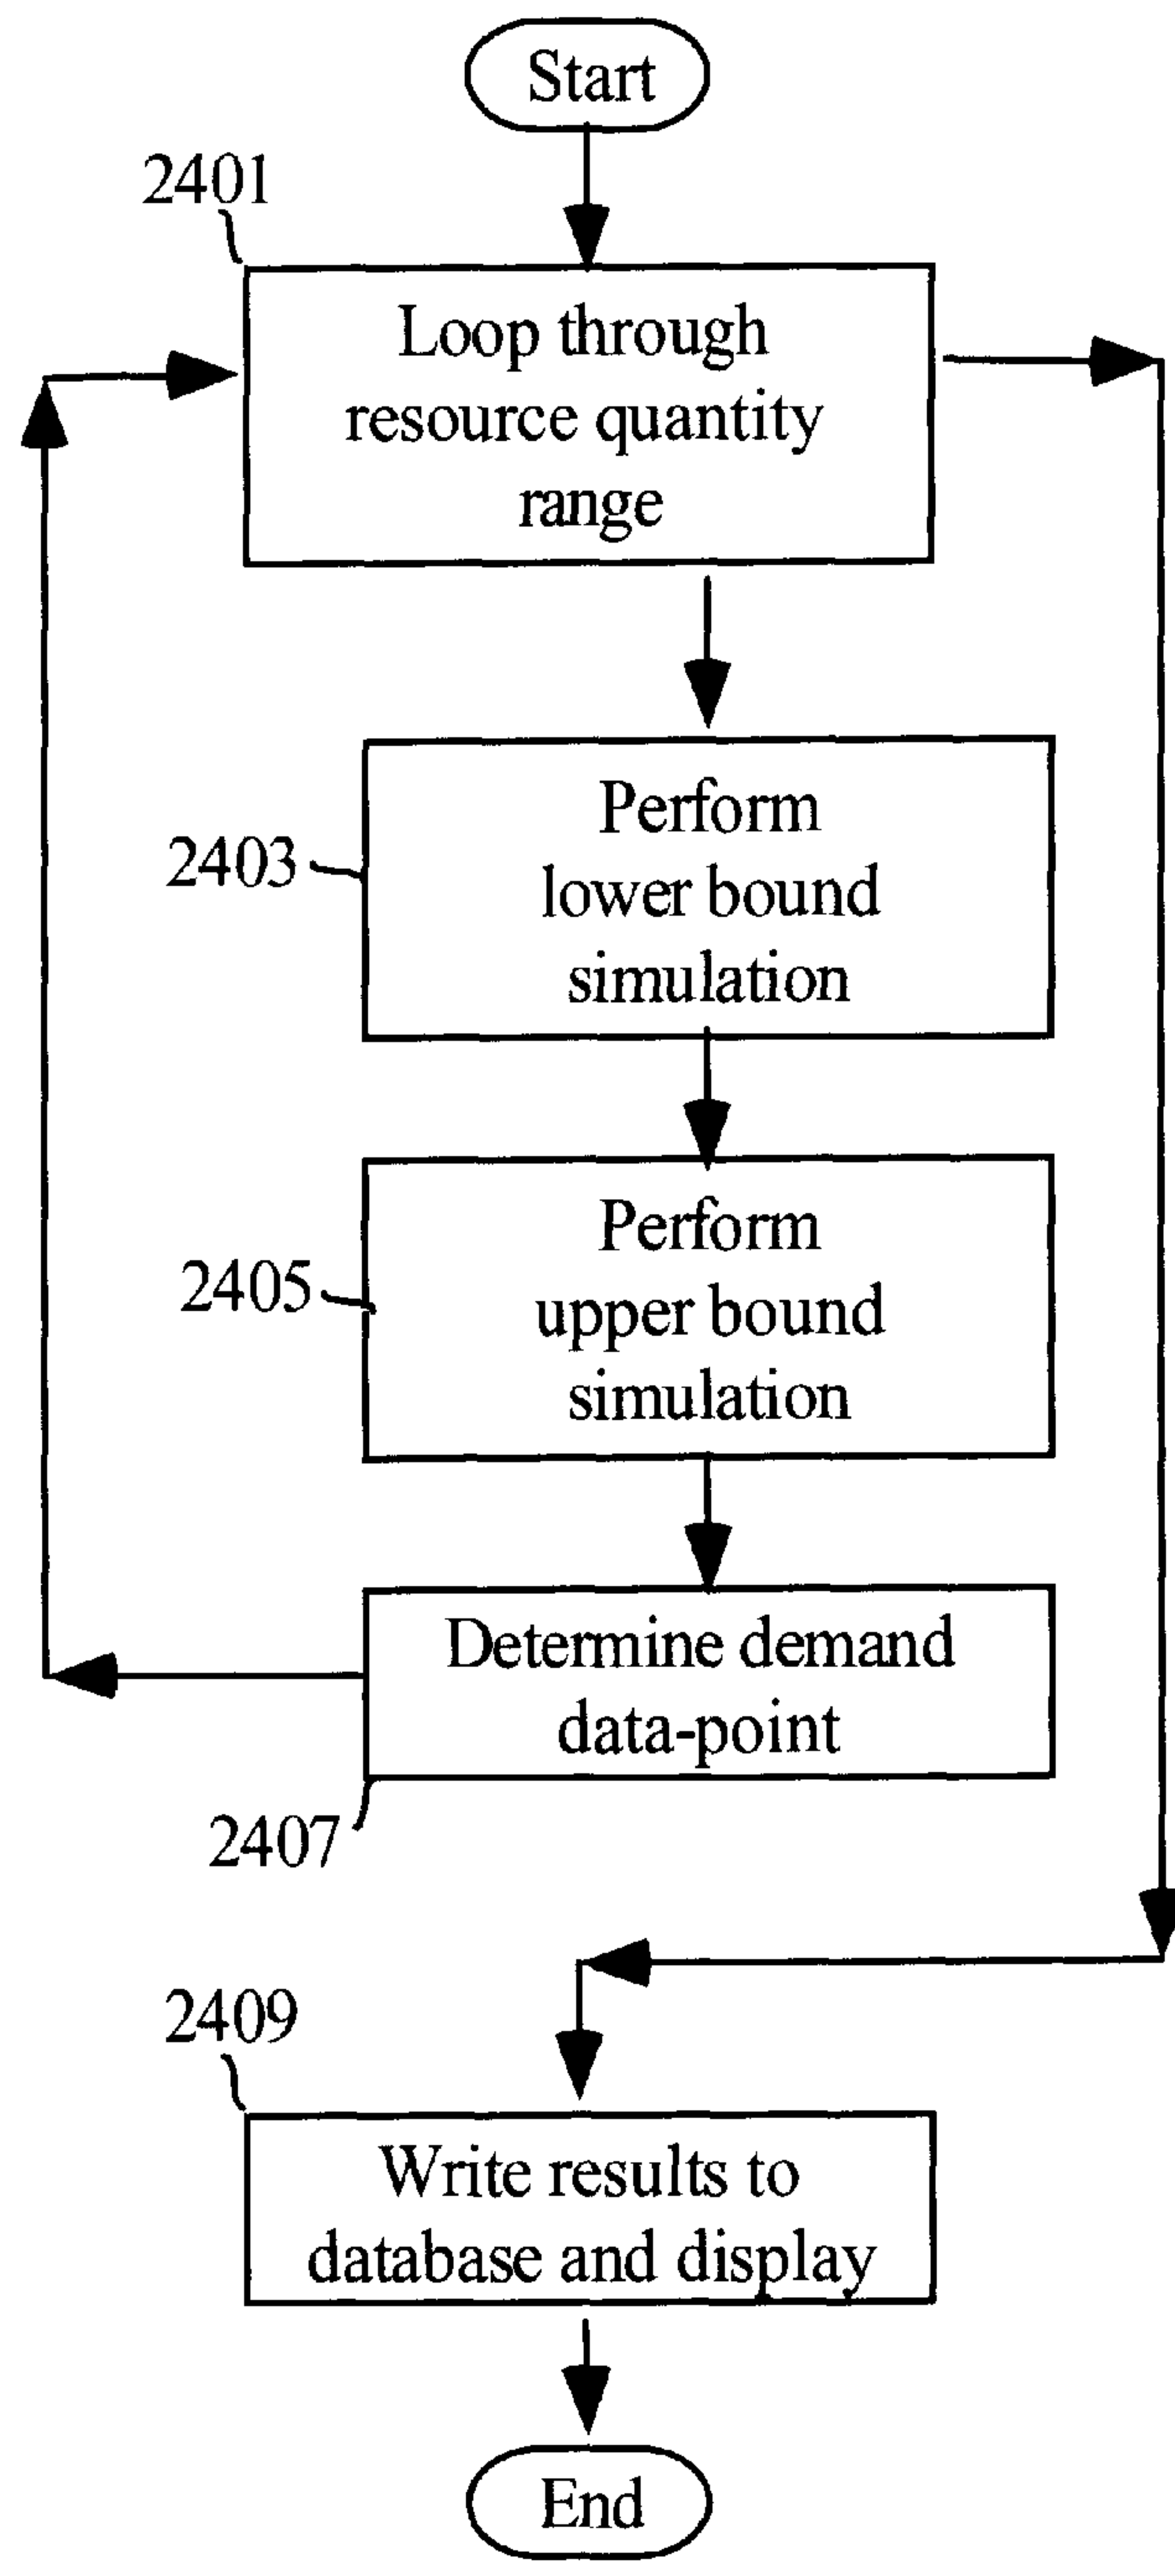 Start
2401
Loop through
resource quantity
range
2403
Perform
lower bound
simulation
2405
Perform
upper bound
simulation
Determine demand
data-point
2407
2409
Write results to
database and display
End